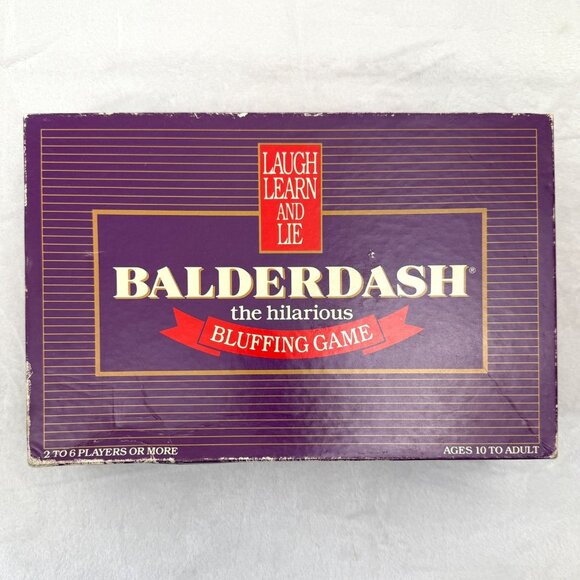 LAUGH
LEARN
AND
LIE
BALDERDASH®
the hilarious
BLUFFING GAME
2 TO 6 PLAYERS OR MORE
AGES 10 TO ADULT